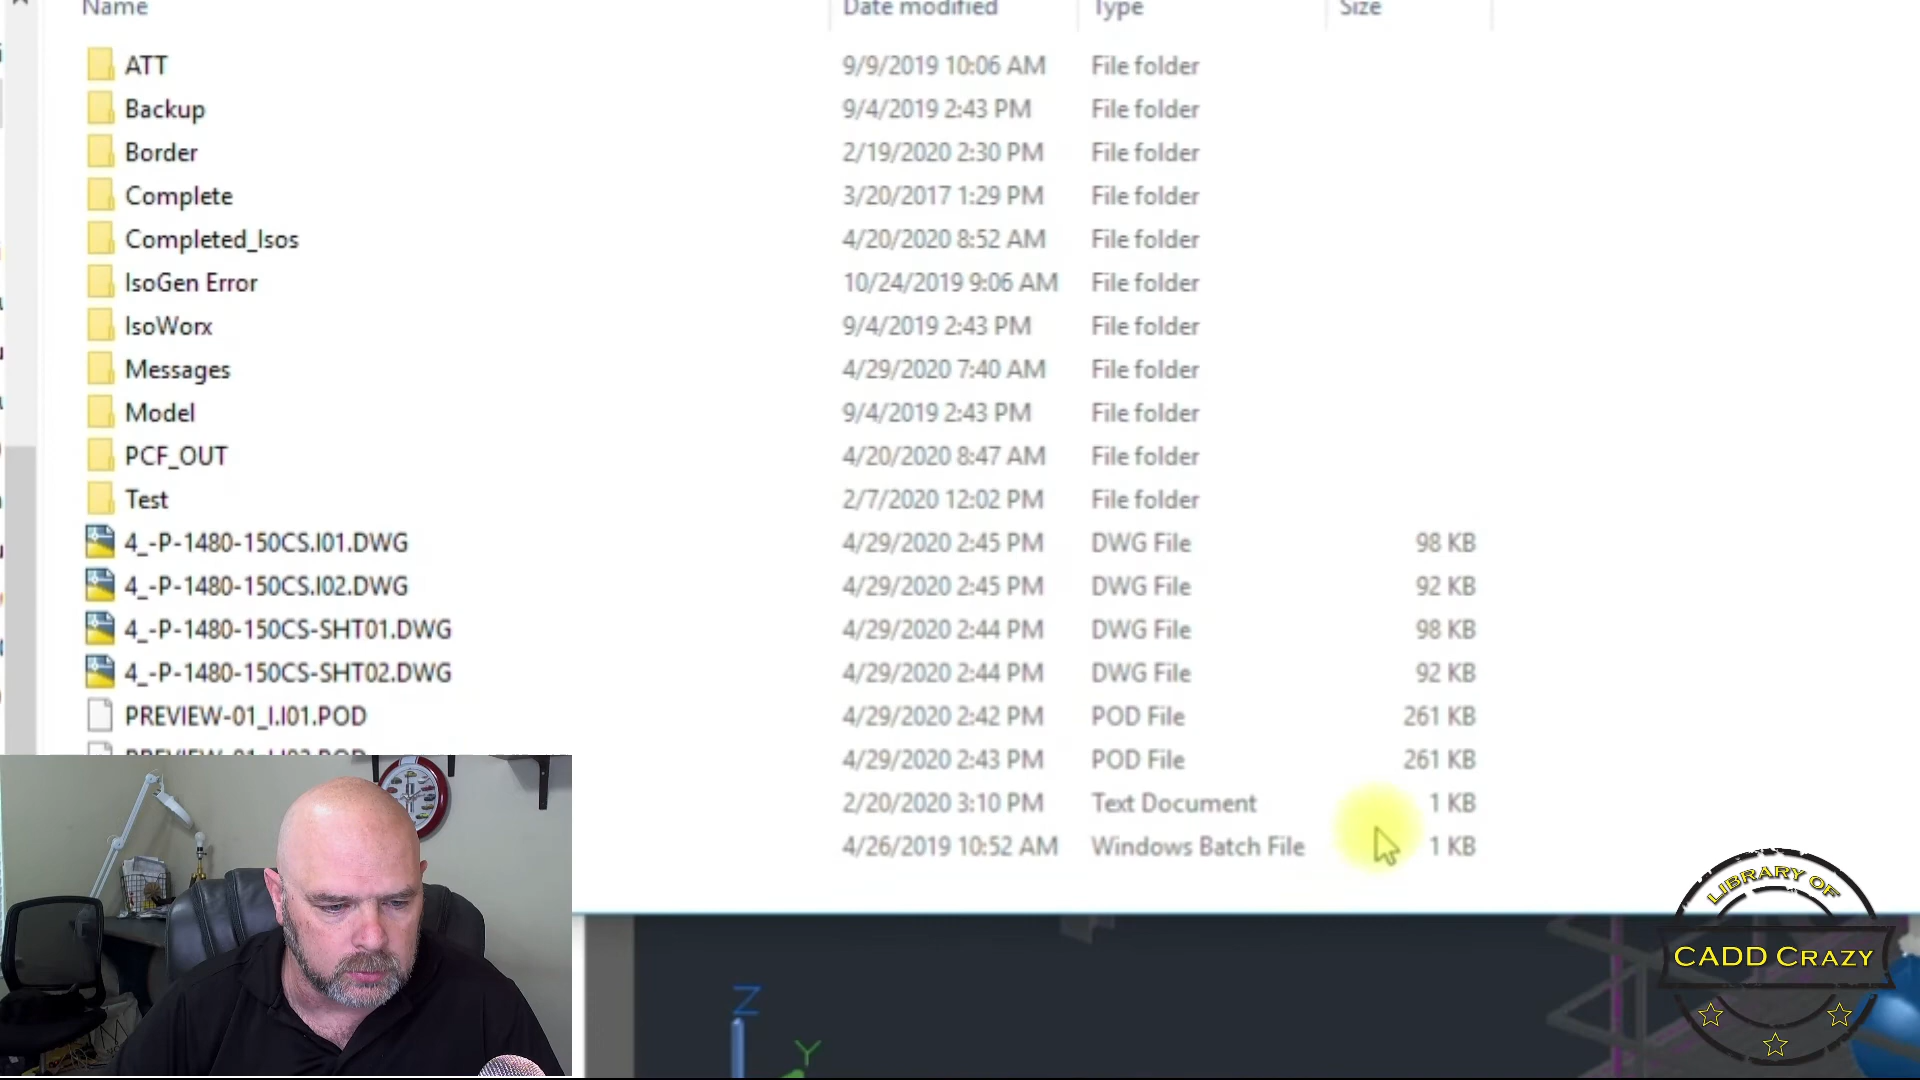 Name Date modified Type Size
ATT 9/9/2019 10:06 AM File folder
Backup 9/4/2019 2:43 PM File folder
Border 2/19/2020 2:30 PM File folder
Complete 3/20/2017 1:29 PM File folder
Completed_Isos 4/20/2020 8:52 AM File folder
IsoGen Error 10/24/2019 9:06 AM File folder
IsoWorx 9/4/2019 2:43 PM File folder
Messages 4/29/2020 7:40 AM File folder
Model 9/4/2019 2:43 PM File folder
PCF_OUT 4/20/2020 8:47 AM File folder
Test 2/7/2020 12:02 PM File folder
4_-P-1480-150CS.I01.DWG 4/29/2020 2:45 PM DWG File 98 KB
4_-P-1480-150CS.I02.DWG 4/29/2020 2:45 PM DWG File 92 KB
4_-P-1480-150CS-SHT01.DWG 4/29/2020 2:44 PM DWG File 98 KB
4_-P-1480-150CS-SHT02.DWG 4/29/2020 2:44 PM DWG File 92 KB
PREVIEW-01_I.I01.POD 4/29/2020 2:42 PM POD File 261 KB
4/29/2020 2:43 PM POD File 261 KB
2/20/2020 3:10 PM Text Document 1 KB
4/26/2019 10:52 AM Windows Batch File 1 KB
LIBRARY OF
CADD CRAZY
Z
Y